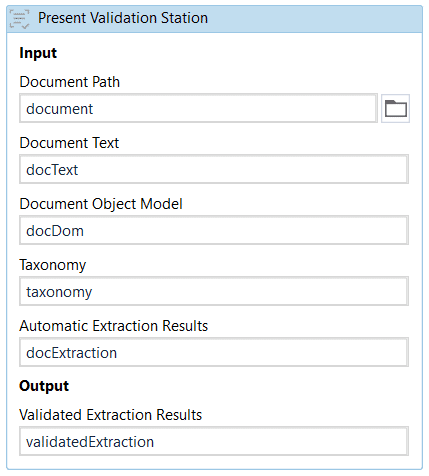 Present Validation Station
Input
Document Path
document
Document Text
docText
Document Object Model
docDom
Taxonomy
taxonomy
Automatic Extraction Results
docExtraction
Output
Validated Extraction Results
validatedExtraction